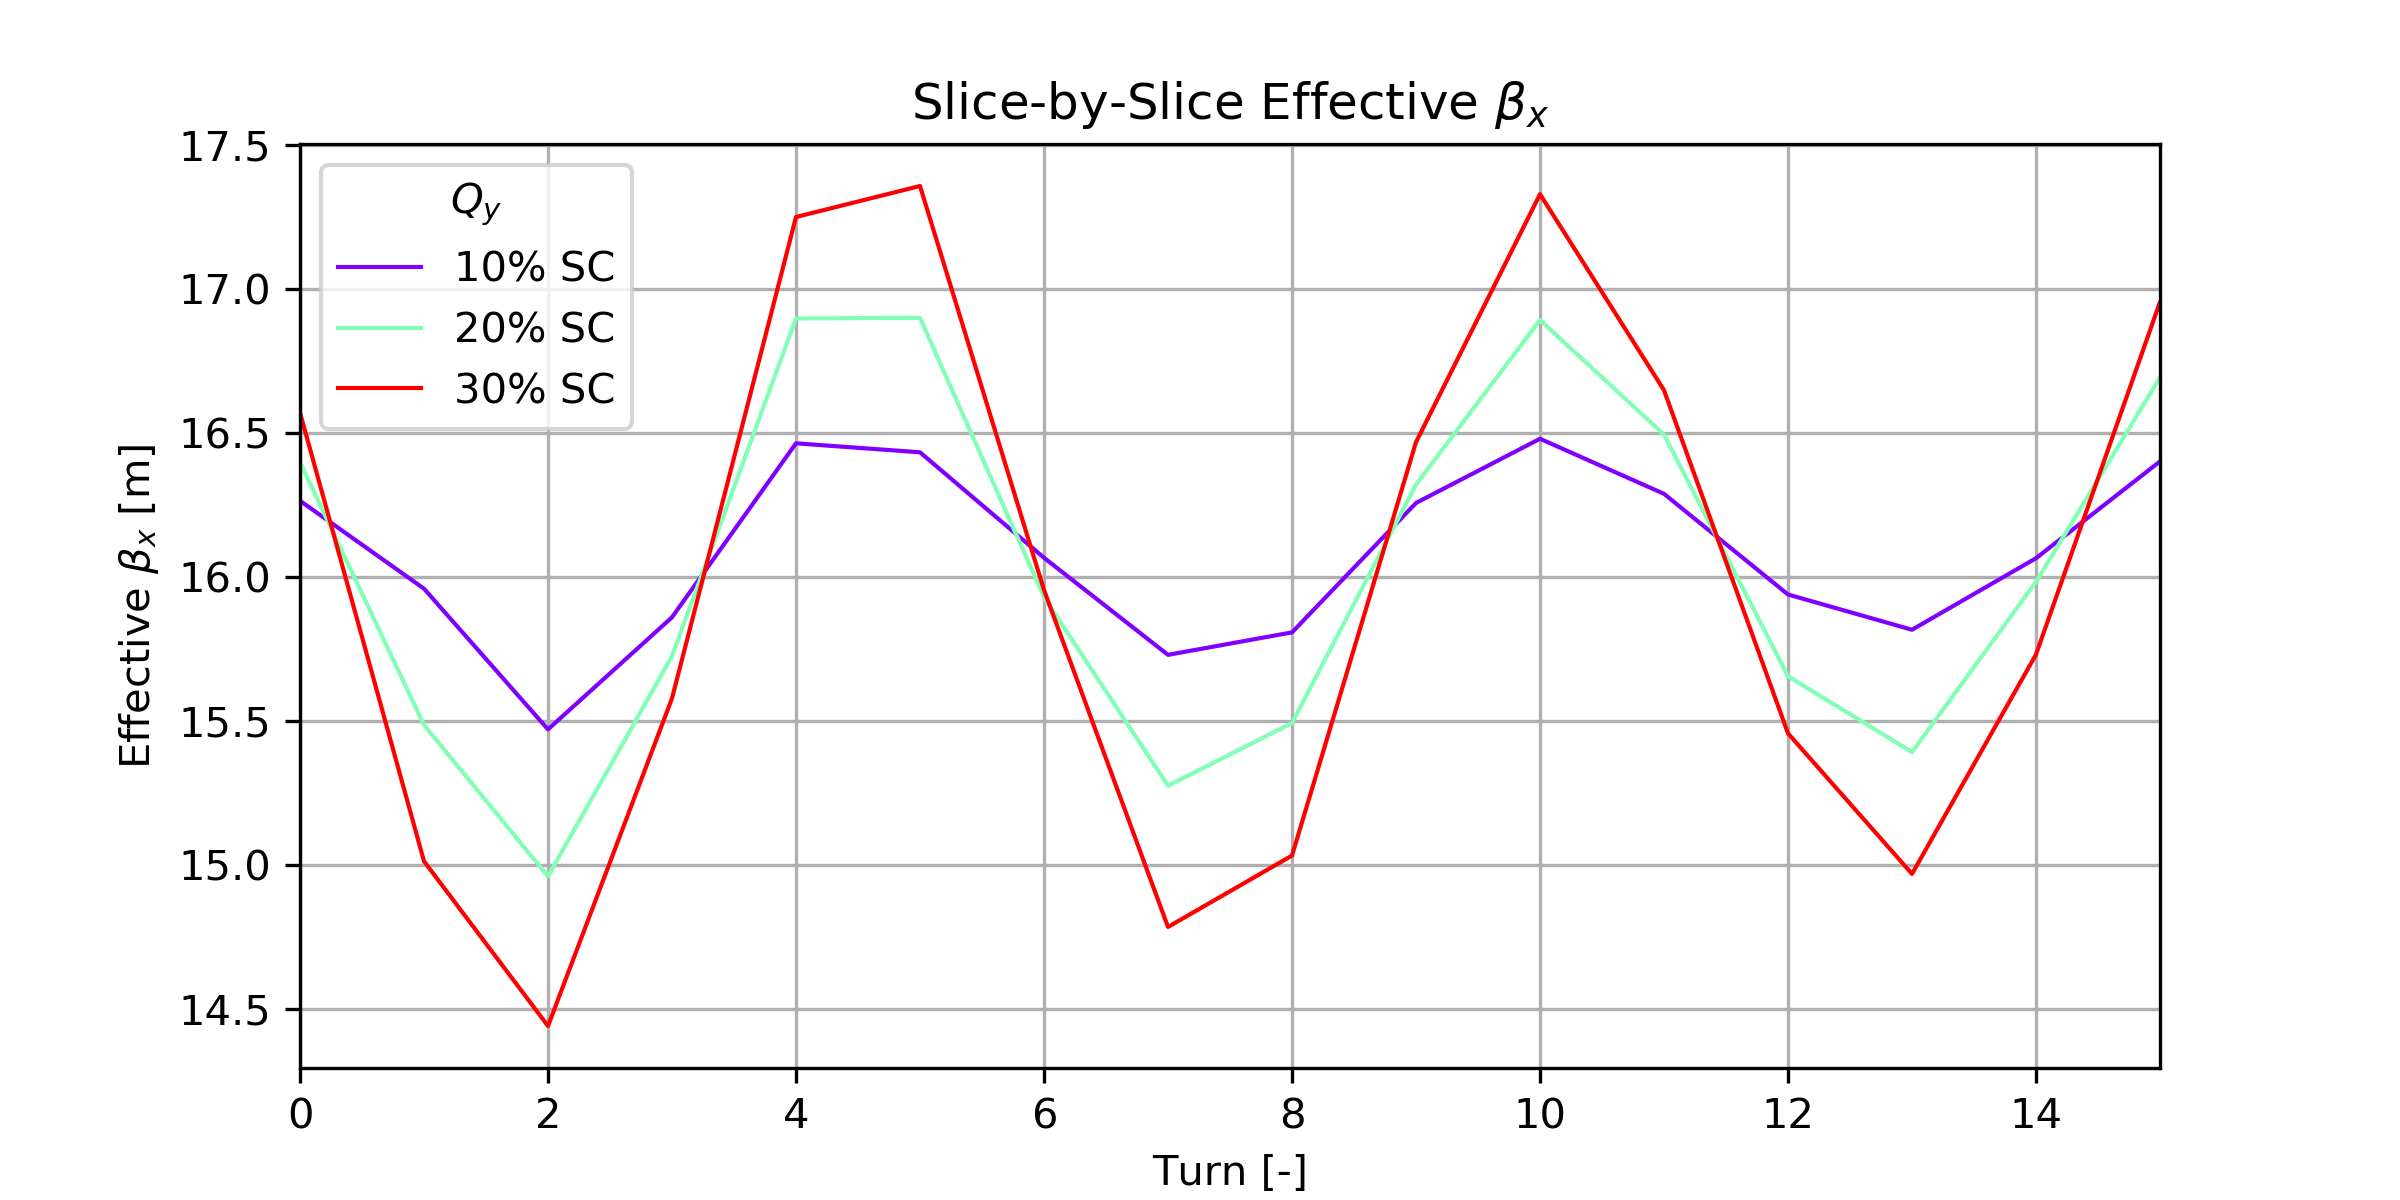 Slice-by-Slice Effective βx
17.5
17.0
16.5
16.0
15.5
15.0
14.5
Effective βx [m]
Qy
10% SC
20% SC
30% SC
0 2 4 6 8 10 12 14
Turn [-]